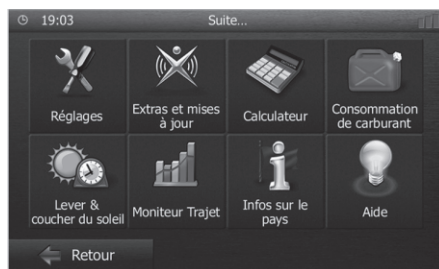 19:03 Suite...
Réglages
Extras et mises
à jour
Calculateur
Consommation
de carburant
Lever &
coucher du soleil
Moniteur Trajet
Infos sur le
pays
Aide
Retour